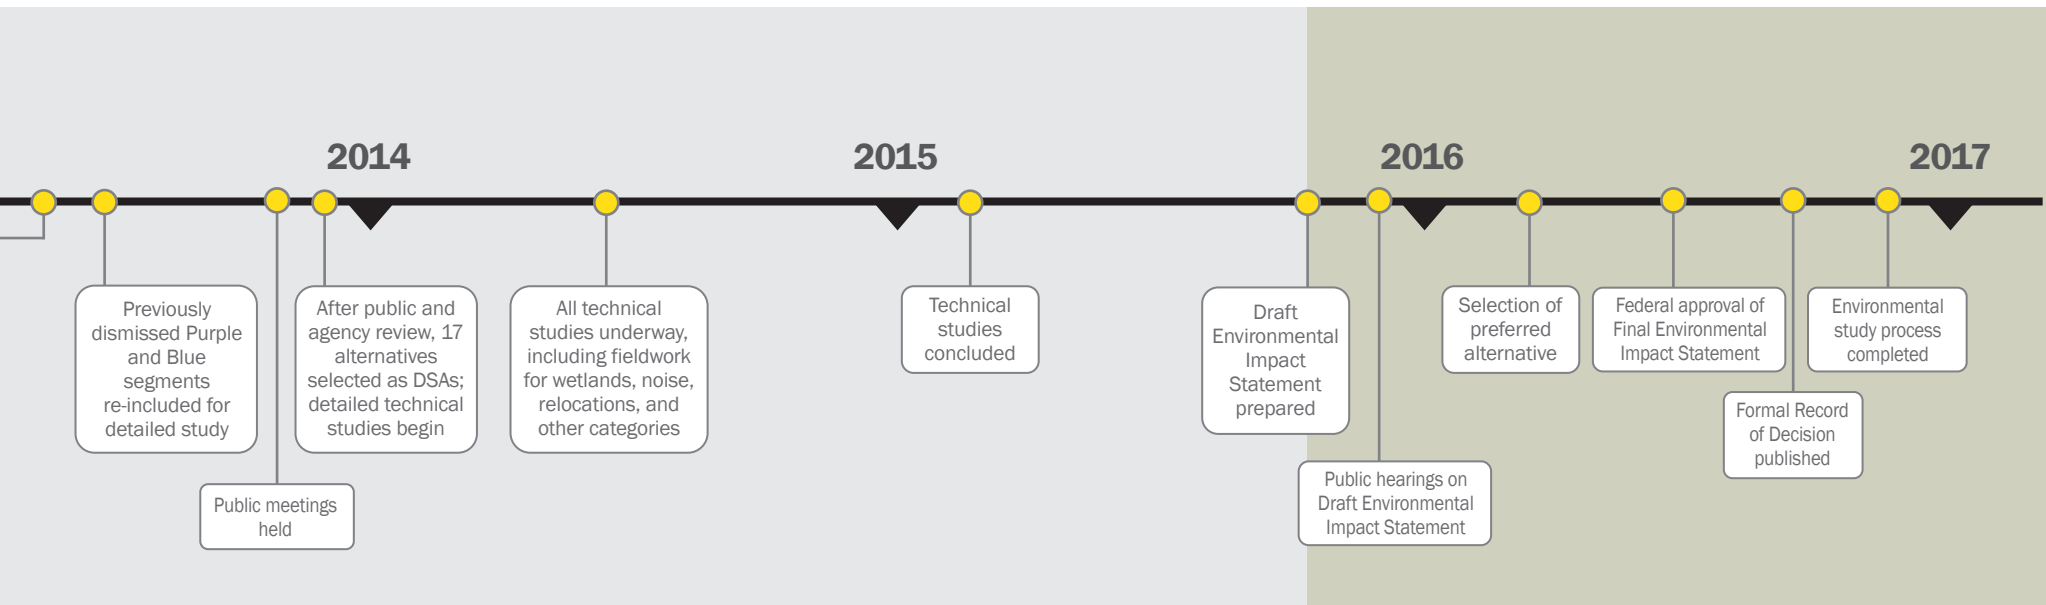 2014
2015
2016
2017
Previously
dismissed Purple
and Blue
segments
re-included for
detailed study
Public meetings
held
After public and
agency review, 17
alternatives
selected as DSAs;
detailed technical
studies begin
All technical
studies underway,
including fieldwork
for wetlands, noise,
relocations, and
other categories
Technical
studies
concluded
Draft
Environmental
Impact
Statement
prepared
Public hearings on
Draft Environmental
Impact Statement
Selection of
preferred
alternative
Federal approval of
Final Environmental
Impact Statement
Formal Record
of Decision
published
Environmental
study process
completed